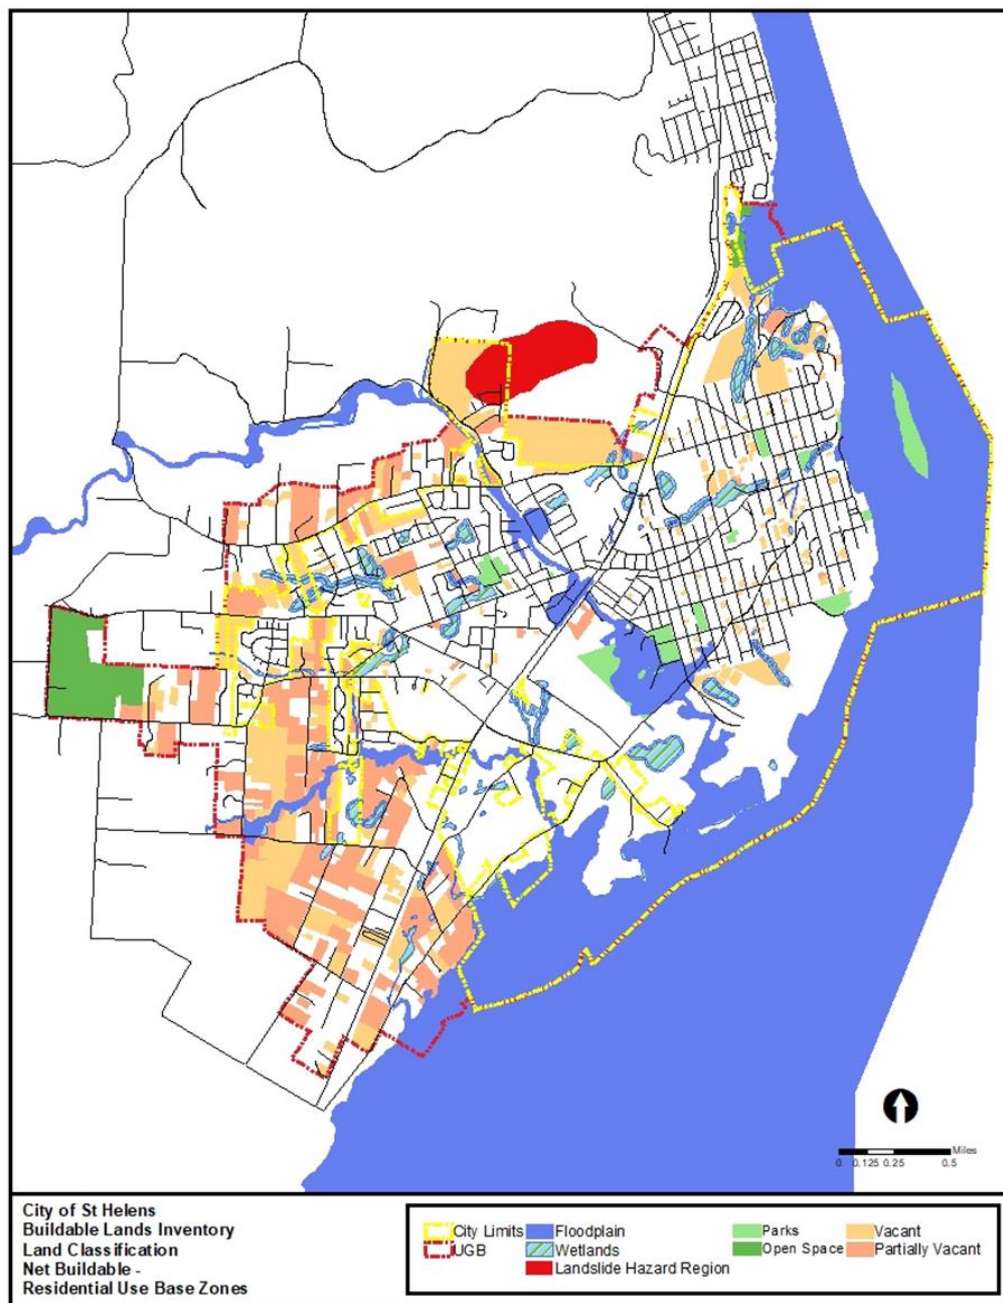 Miles
0 0.125 0.25 0.5
City of St Helens
Buildable Lands Inventory
Land Classification
Net Buildable -
Residential Use Base Zones
City Limits Floodplain Parks Vacant
UGB Wetlands Open Space Partially Vacant
Landslide Hazard Region